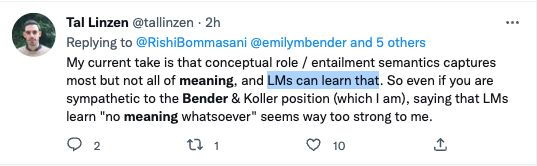 Tal Linzen @tallinzen · 2h
Replying to @RishiBommasani @emilymbender and 5 others
My current take is that conceptual role / entailment semantics captures
most but not all of meaning, and LMs can learn that. So even if you are
sympathetic to the Bender & Koller position (which I am), saying that LMs
learn "no meaning whatsoever" seems way too strong to me.
2 1 10